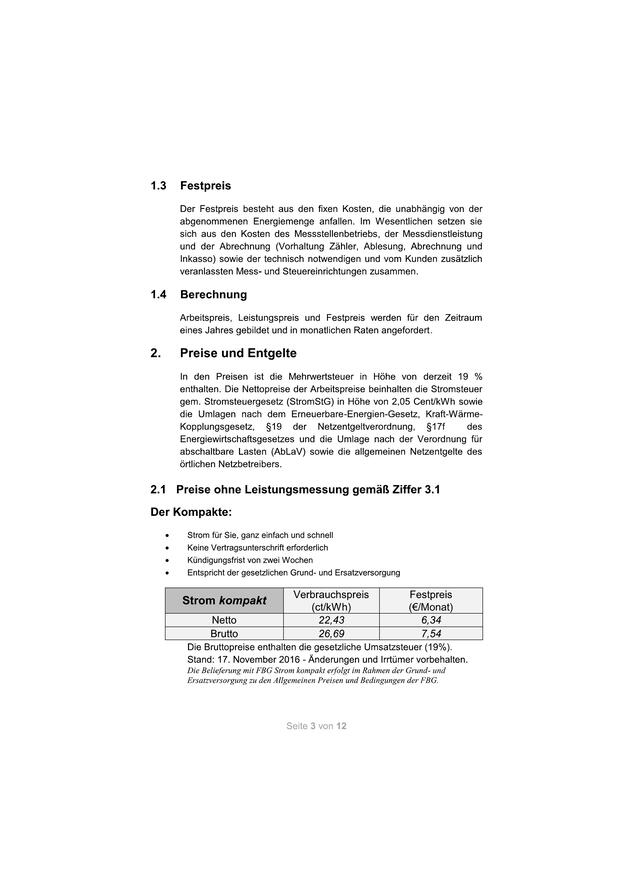 1.3 Festpreis
Der Festpreis besteht aus den fixen Kosten, die unabhängig von der
abgenommenen Energiemenge anfallen. Im Wesentlichen setzen sie
sich aus den Kosten des Messstellenbetriebs, der Messdienstleistung
und der Abrechnung (Vorhaltung Zähler, Ablesung, Abrechnung und
Inkasso) sowie der technisch notwendigen und vom Kunden zusätzlich
veranlassten Mess- und Steuereinrichtungen zusammen.
1.4 Berechnung
Arbeitspreis, Leistungspreis und Festpreis werden für den Zeitraum
eines Jahres gebildet und in monatlichen Raten angefordert.
2. Preise und Entgelte
In den Preisen ist die Mehrwertsteuer in Höhe von derzeit 19 %
enthalten. Die Nettopreise der Arbeitspreise beinhalten die Stromsteuer
gem. Stromsteuergesetz (StromStG) in Höhe von 2,05 Cent/kWh sowie
die Umlagen nach dem Erneuerbare-Energien-Gesetz, Kraft-Wärme-
Kopplungsgesetz, §19 der Netzentgeltverordnung, §17f des
Energiewirtschaftsgesetzes und die Umlage nach der Verordnung für
abschaltbare Lasten (AbLaV) sowie die allgemeinen Netzentgelte des
örtlichen Netzbetreibers.
2.1 Preise ohne Leistungsmessung gemäß Ziffer 3.1
Der Kompakte:
• Strom für Sie, ganz einfach und schnell
• Keine Vertragsunterschrift erforderlich
• Kündigungsfrist von zwei Wochen
• Entspricht der gesetzlichen Grund- und Ersatzversorgung
Strom kompakt Verbrauchspreis (ct/kWh) Festpreis (€/Monat)
Netto 22,43 6,34
Brutto 26,69 7,54
Die Bruttopreise enthalten die gesetzliche Umsatzsteuer (19%).
Stand: 17. November 2016 - Änderungen und Irrtümer vorbehalten.
Die Belieferung mit FBG Strom kompakt erfolgt im Rahmen der Grund- und
Ersatzversorgung zu den Allgemeinen Preisen und Bedingungen der FBG.
Seite 3 von 12